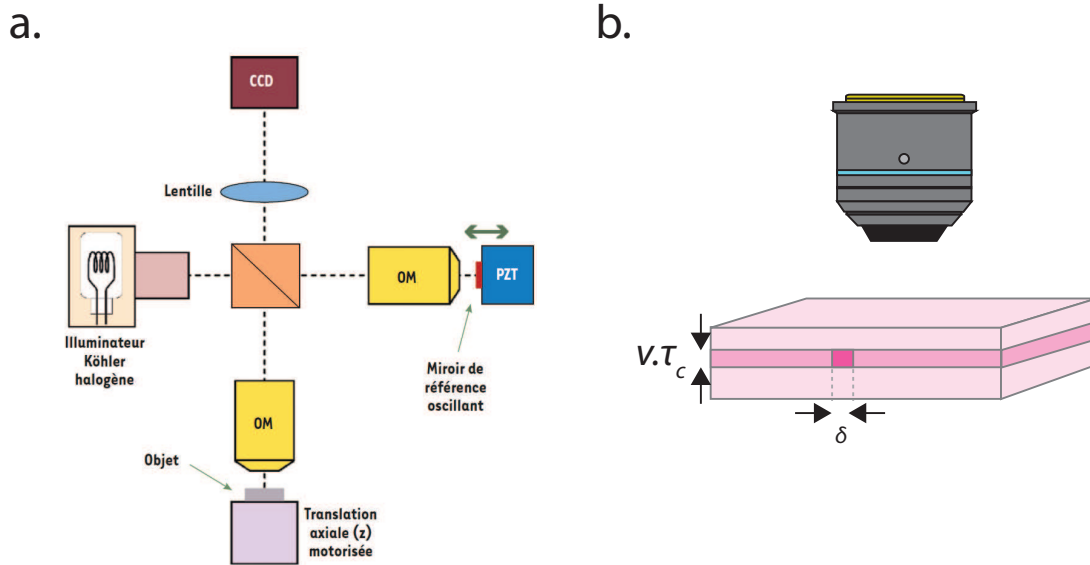 a.
CCD
Lentille
OM
PZT
Illuminateur
Köhler
halogène
Miroir de
référence
oscillant
OM
Objet
Translation
axiale (z)
motorisée
b.
v.τc
δ